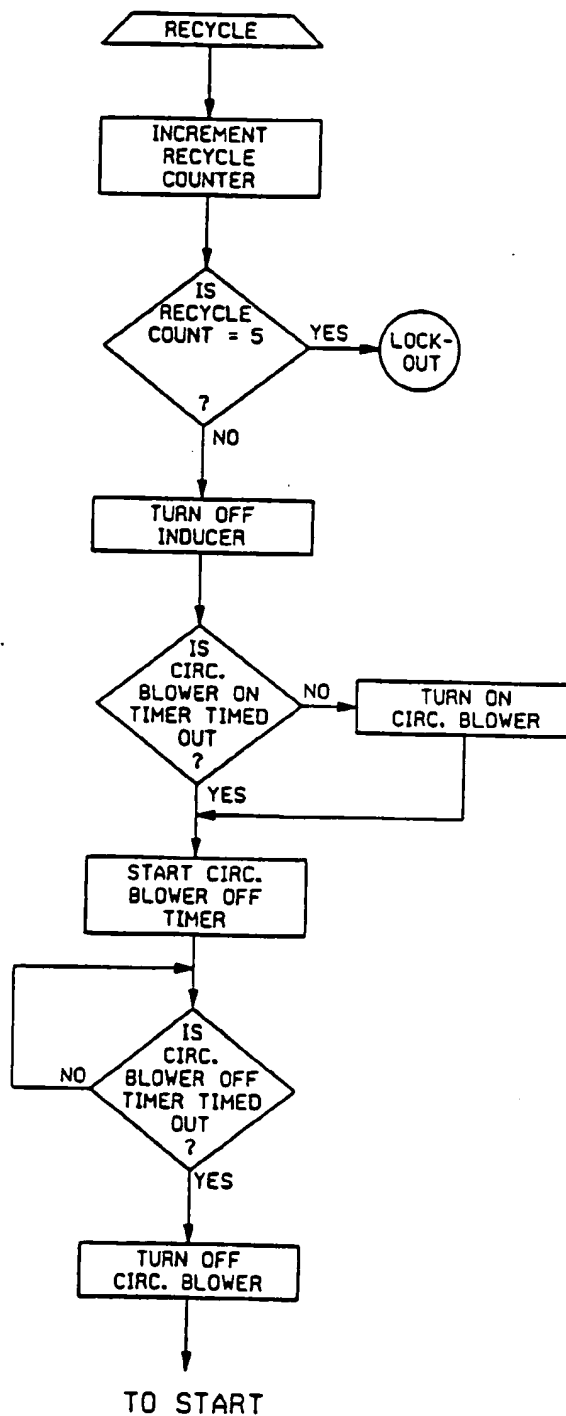 RECYCLE
INCREMENT
RECYCLE
COUNTER
IS
RECYCLE
COUNT = 5
?
YES
LOCK-
OUT
NO
TURN OFF
INDUCER
IS
CIRC.
BLOWER ON
TIMER TIMED
OUT
?
NO
TURN ON
CIRC. BLOWER
YES
START CIRC.
BLOWER OFF
TIMER
IS
CIRC.
BLOWER OFF
TIMER TIMED
OUT
?
NO
YES
TURN OFF
CIRC. BLOWER
TO START